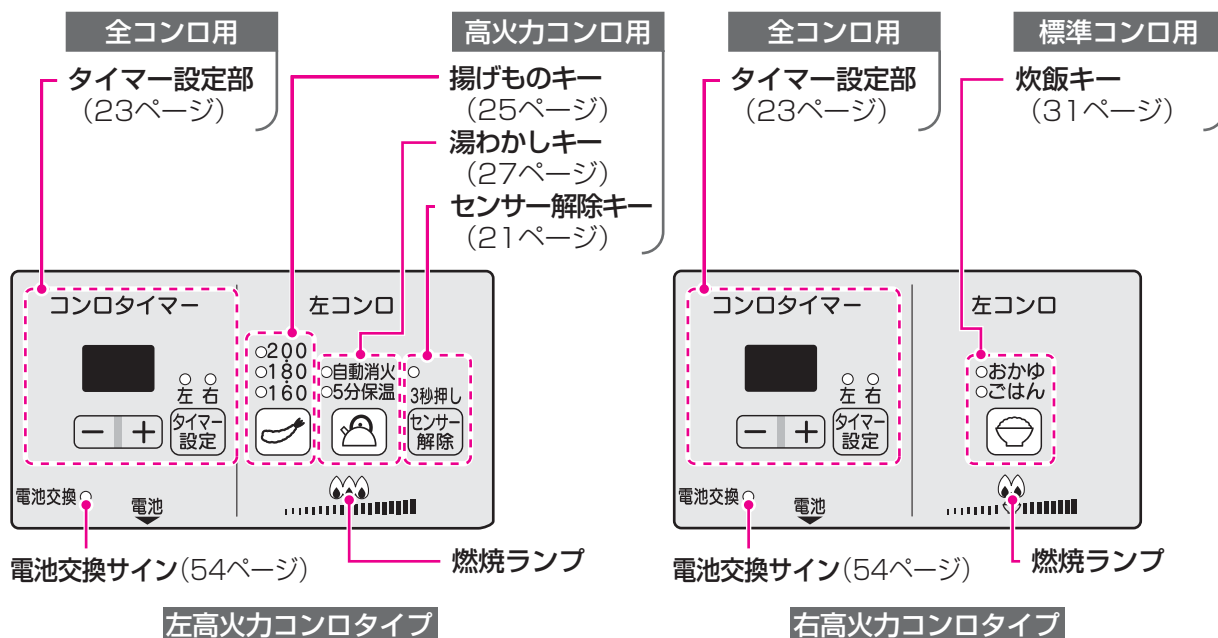 全コンロ用
タイマー設定部
（23ページ）
高火力コンロ用
揚げものキー
（25ページ）
湯わかしキー
（27ページ）
センサー解除キー
（21ページ）
コンロタイマー
左 右
− +
タイマー
設定
電池交換
電池
左コンロ
200
180
160
自動消火
5分保温
3秒押し
センサー
解除
電池交換サイン（54ページ）
燃焼ランプ
左高火力コンロタイプ
全コンロ用
タイマー設定部
（23ページ）
標準コンロ用
炊飯キー
（31ページ）
コンロタイマー
左 右
− +
タイマー
設定
電池交換
電池
左コンロ
おかゆ
ごはん
電池交換サイン（54ページ）
燃焼ランプ
右高火力コンロタイプ